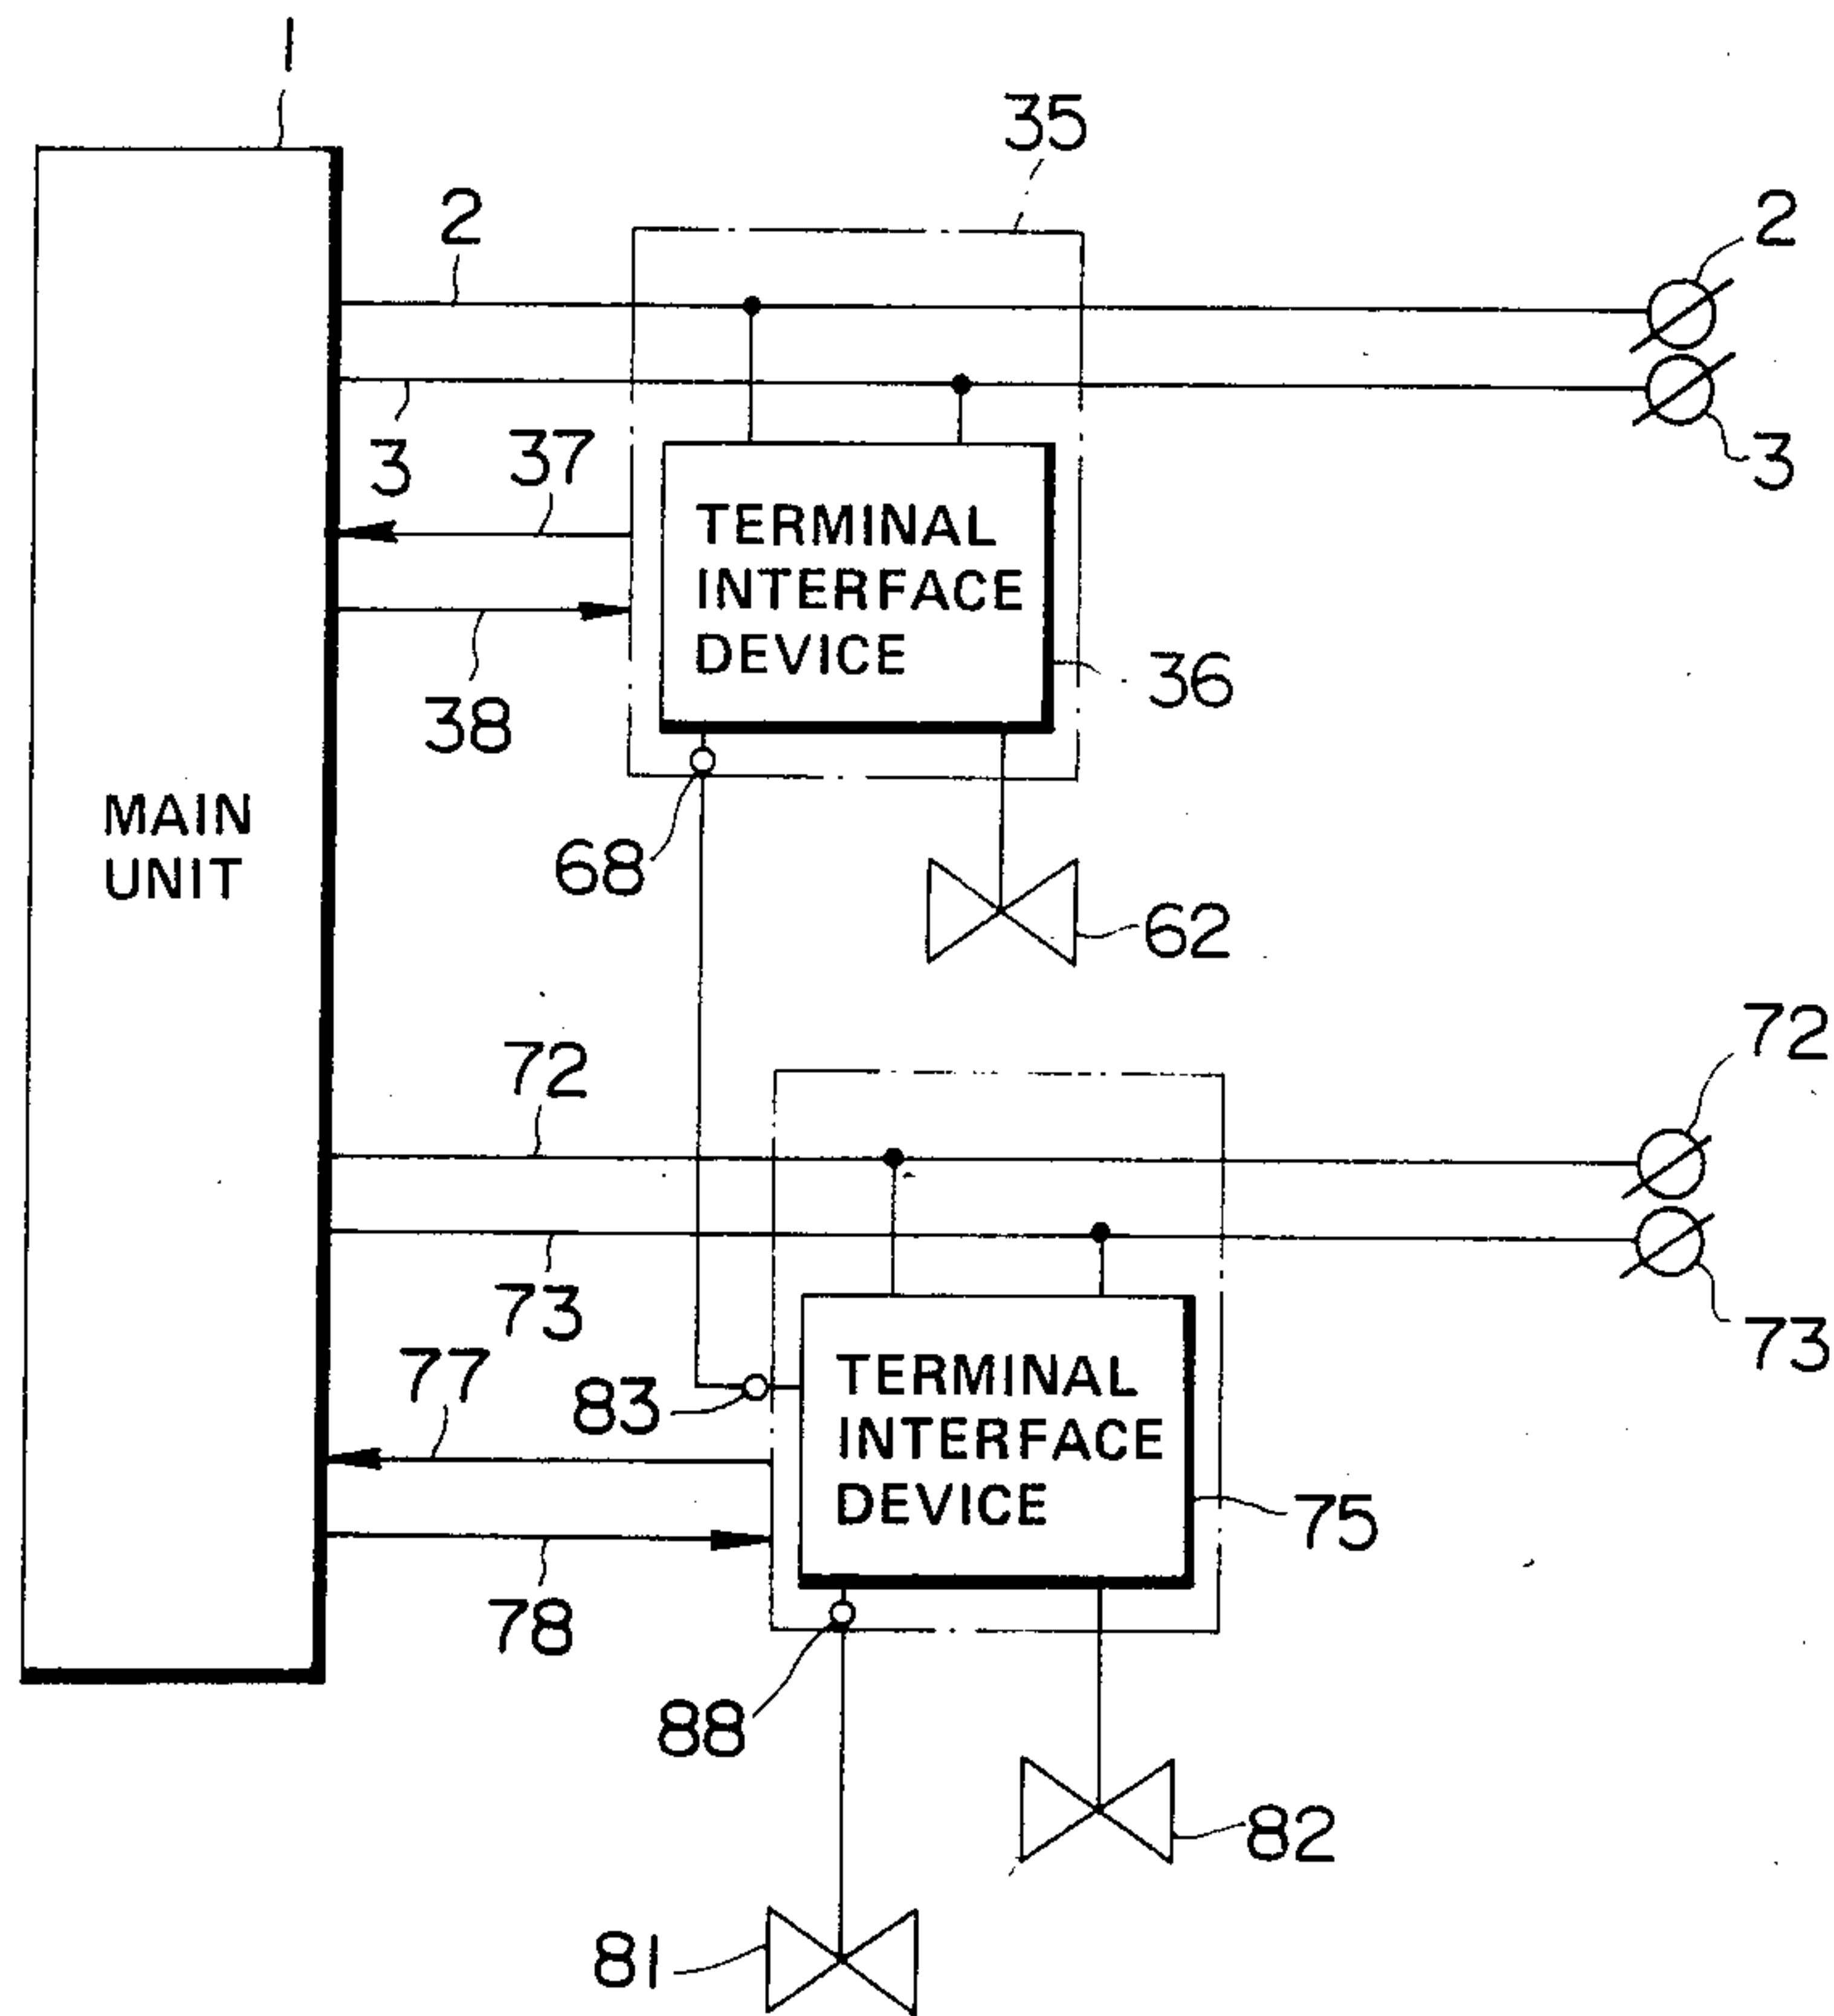 1
35
2
2
3
37
3
TERMINAL
INTERFACE
DEVICE
36
38
MAIN
UNIT
68
62
72
72
73
73
77
83
TERMINAL
INTERFACE
DEVICE
75
78
88
82
81